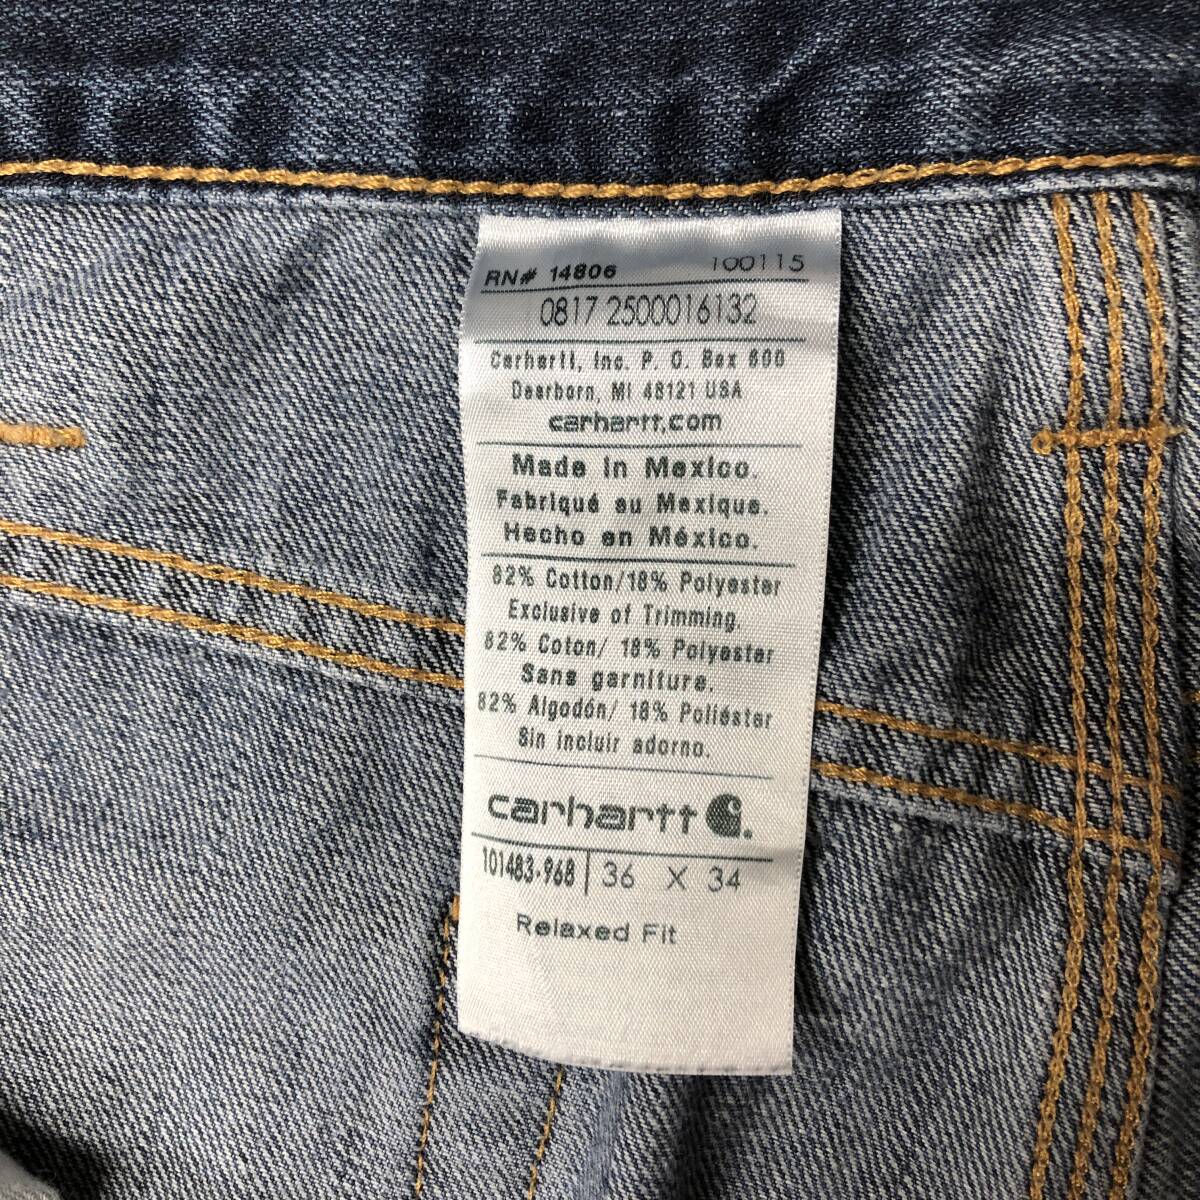 RN# 14806 100115
0817 2500016132
Carhartt, Inc. P. O. Box 600
Dearborn, MI 48121 USA
carhartt.com
Made in Mexico.
Fabriqué au Mexique.
Hecho en México.
82% Cotton/18% Polyester
Exclusive of Trimming.
82% Coton/ 18% Polyester
Sans garniture.
82% Algodón/ 18% Poliéster
Sin incluir adorno.
carhartt
101483-968 | 36 X 34
Relaxed Fit